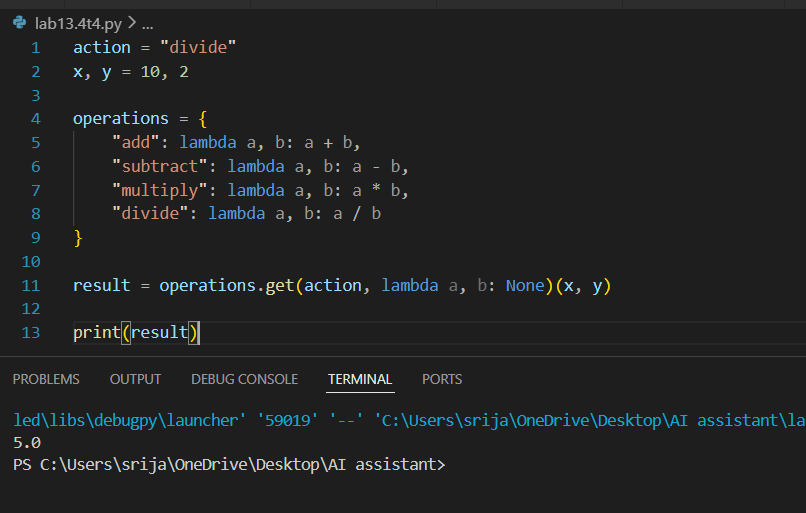 lab13.4t4.py > ...
1 action = "divide"
2 x, y = 10, 2
3
4 operations = {
5     "add": lambda a, b: a + b,
6     "subtract": lambda a, b: a - b,
7     "multiply": lambda a, b: a * b,
8     "divide": lambda a, b: a / b
9 }
10
11 result = operations.get(action, lambda a, b: None)(x, y)
12
13 print(result)
PROBLEMS OUTPUT DEBUG CONSOLE TERMINAL PORTS
led\libs\debugpy\launcher' '59019' '--' 'C:\Users\srija\OneDrive\Desktop\AI assistant\la
5.0
PS C:\Users\srija\OneDrive\Desktop\AI assistant>